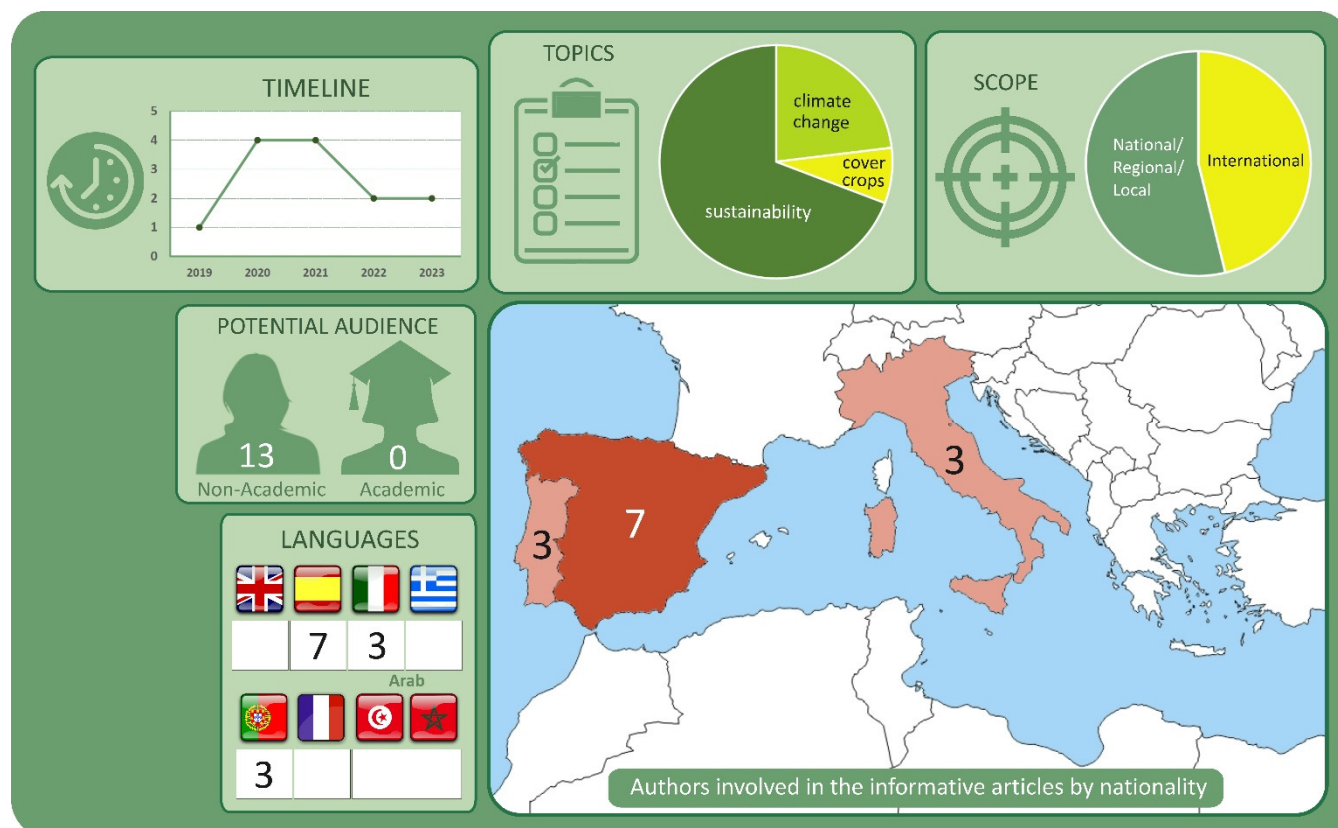 TIMELINE
5
4
3
2
1
0
2019 2020 2021 2022 2023
TOPICS
climate
change
cover
crops
sustainability
SCOPE
National/
Regional/
Local
International
POTENTIAL AUDIENCE
13
0
Non-Academic
Academic
LANGUAGES
7 3
Arab
3
3
7
3
Authors involved in the informative articles by nationality